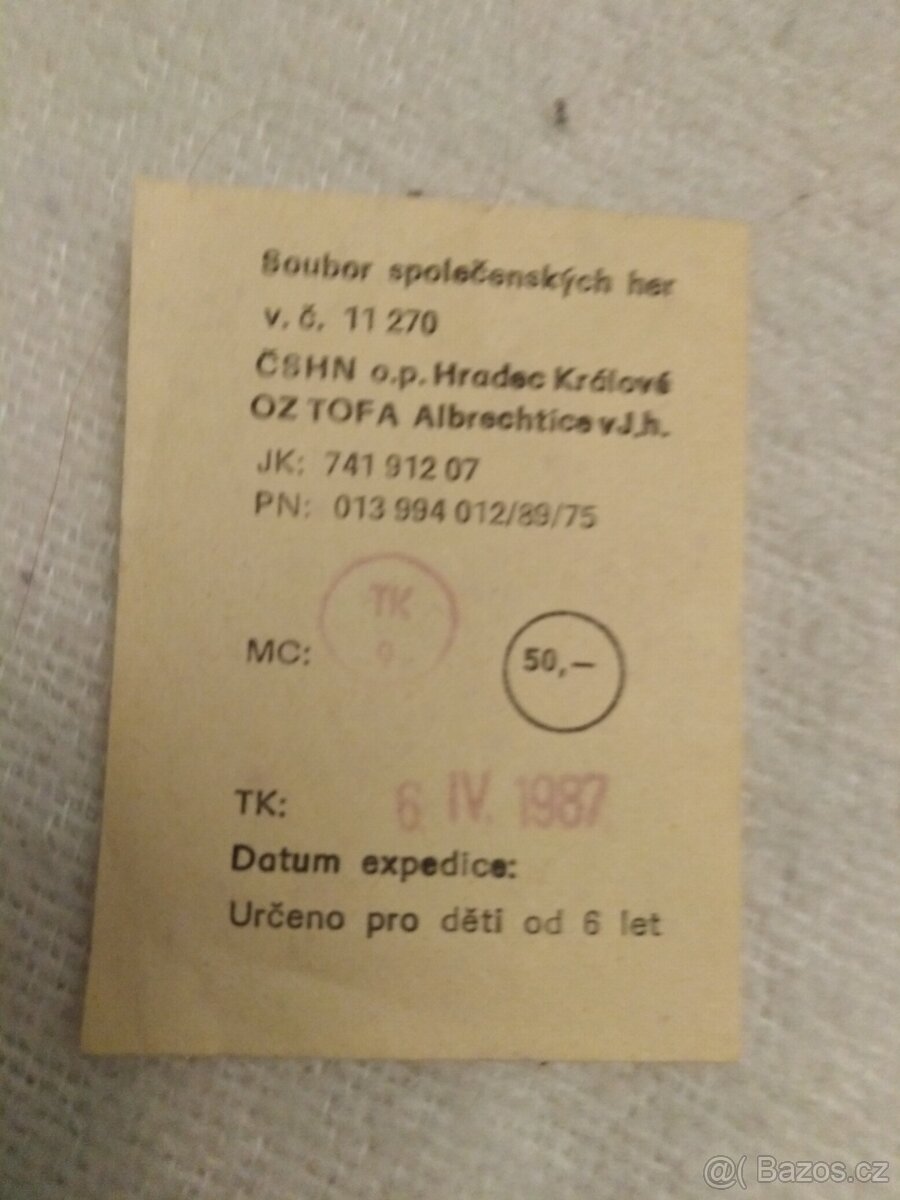 Soubor společenských her
v. č. 11 270
ČSHN o.p. Hradec Králové
OZ TOFA Albrechtice v J.h.
JK: 741 912 07
PN: 013 994 012/89/75
TK
9
MC:
50,—
TK: 6. IV. 1987
Datum expedice:
Určeno pro děti od 6 let
@( Bazos.cz